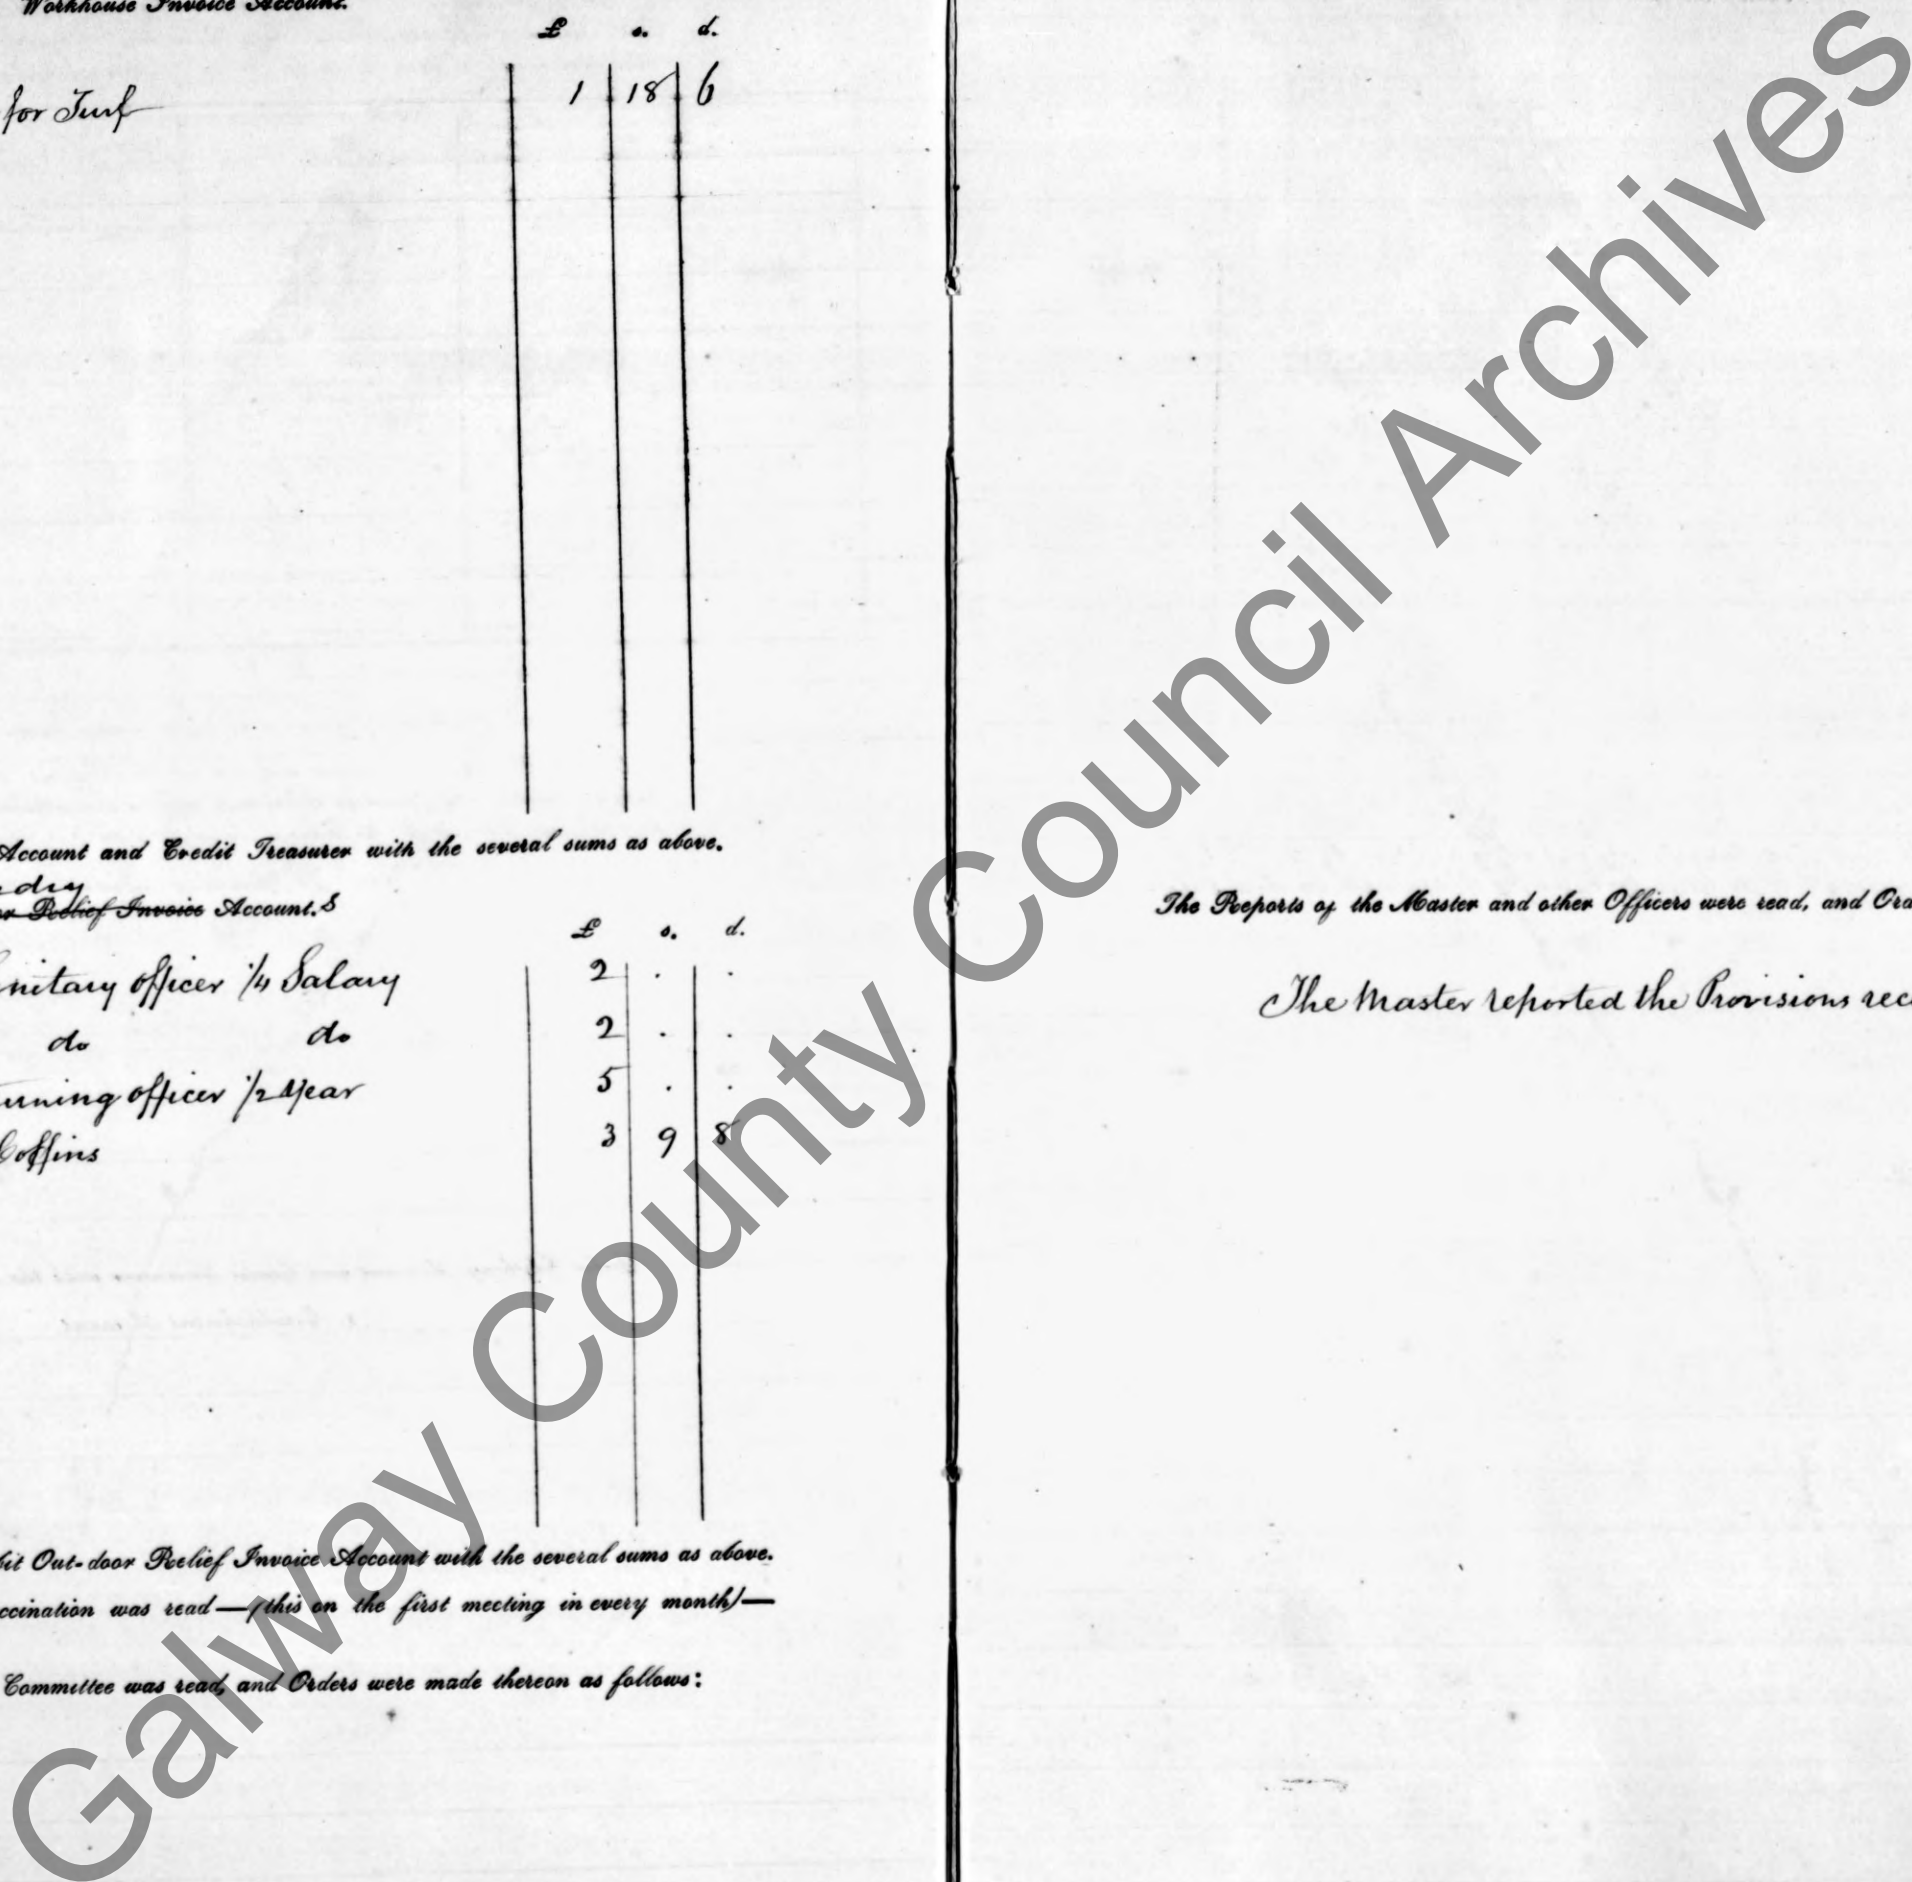 Workhouse Invoice Account.
£ s. d.
for Turf 1 18 6
Account and Credit Treasurer with the several sums as above.
dry
Relief Invoice Account.s
£ s. d.
nitary officer 1/4 Salary 2 . .
do do 2 . .
urning officer 1/2 Year 5 . .
Coffins 3 9 8
it Out-door Relief Invoice Account with the several sums as above.
ccination was read—(this on the first meeting in every month)—
Committee was read, and Orders were made thereon as follows:
The Reports of the Master and other Officers were read, and Ord
The Master reported the Provisions rec
Galway County Council Archives